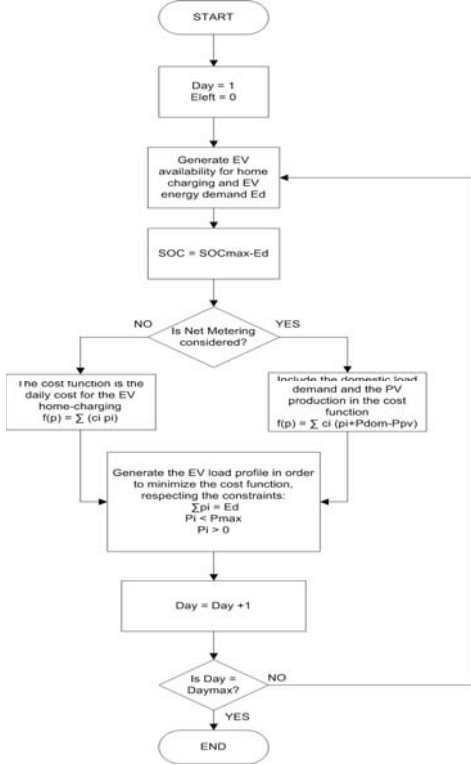 START
Day = 1
Eleft = 0
Generate EV
availability for home
charging and EV
energy demand Ed
SOC = SOCmax-Ed
NO
Is Net Metering
considered?
YES
The cost function is the
daily cost for the EV
home-charging
f(p) = ∑ (ci pi)
Include the domestic load
demand and the PV
production in the cost
function
f(p) = ∑ ci (pi+Pdom-Ppv)
Generate the EV load profile in order
to minimize the cost function,
respecting the constraints:
∑pi = Ed
Pi < Pmax
Pi > 0
Day = Day +1
Is Day =
Daymax?
NO
YES
END